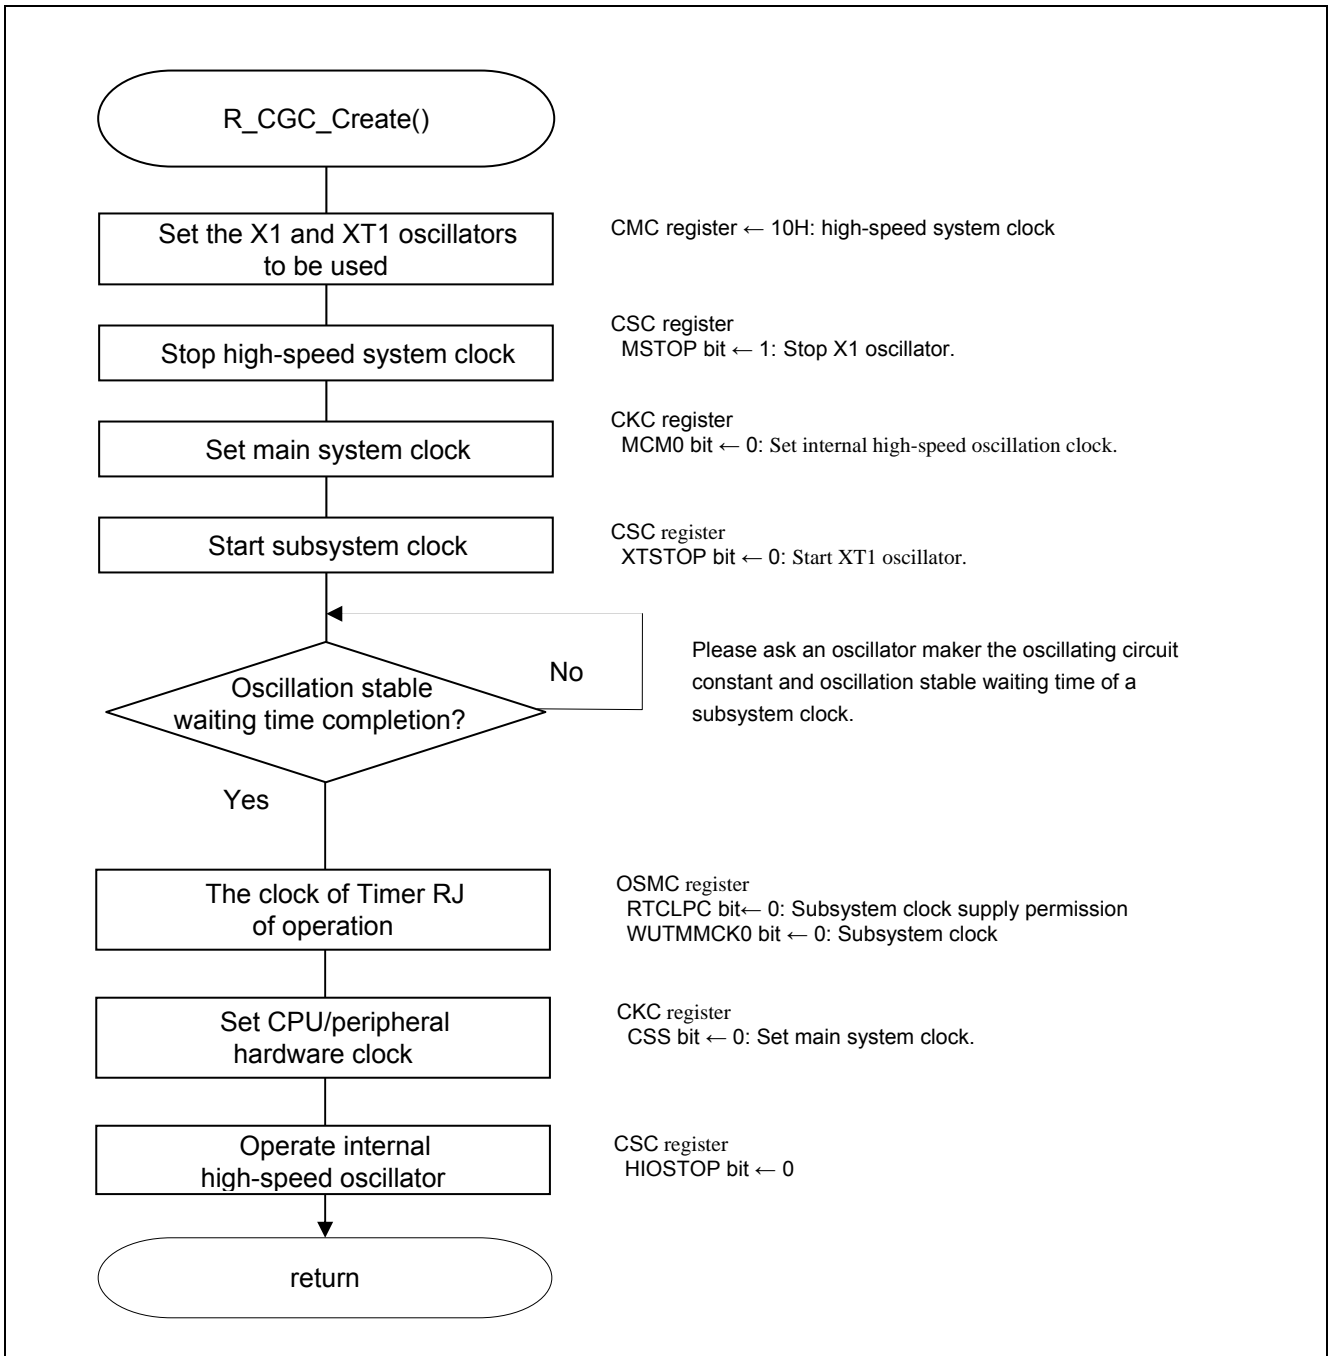 R_CGC_Create()
Set the X1 and XT1 oscillators
to be used
CMC register ← 10H: high-speed system clock
Stop high-speed system clock
CSC register
MSTOP bit ← 1: Stop X1 oscillator.
Set main system clock
CKC register
MCM0 bit ← 0: Set internal high-speed oscillation clock.
Start subsystem clock
CSC register
XTSTOP bit ← 0: Start XT1 oscillator.
Oscillation stable
waiting time completion?
No
Please ask an oscillator maker the oscillating circuit
constant and oscillation stable waiting time of a
subsystem clock.
Yes
The clock of Timer RJ
of operation
OSMC register
RTCLPC bit← 0: Subsystem clock supply permission
WUTMMCK0 bit ← 0: Subsystem clock
Set CPU/peripheral
hardware clock
CKC register
CSS bit ← 0: Set main system clock.
Operate internal
high-speed oscillator
CSC register
HIOSTOP bit ← 0
return